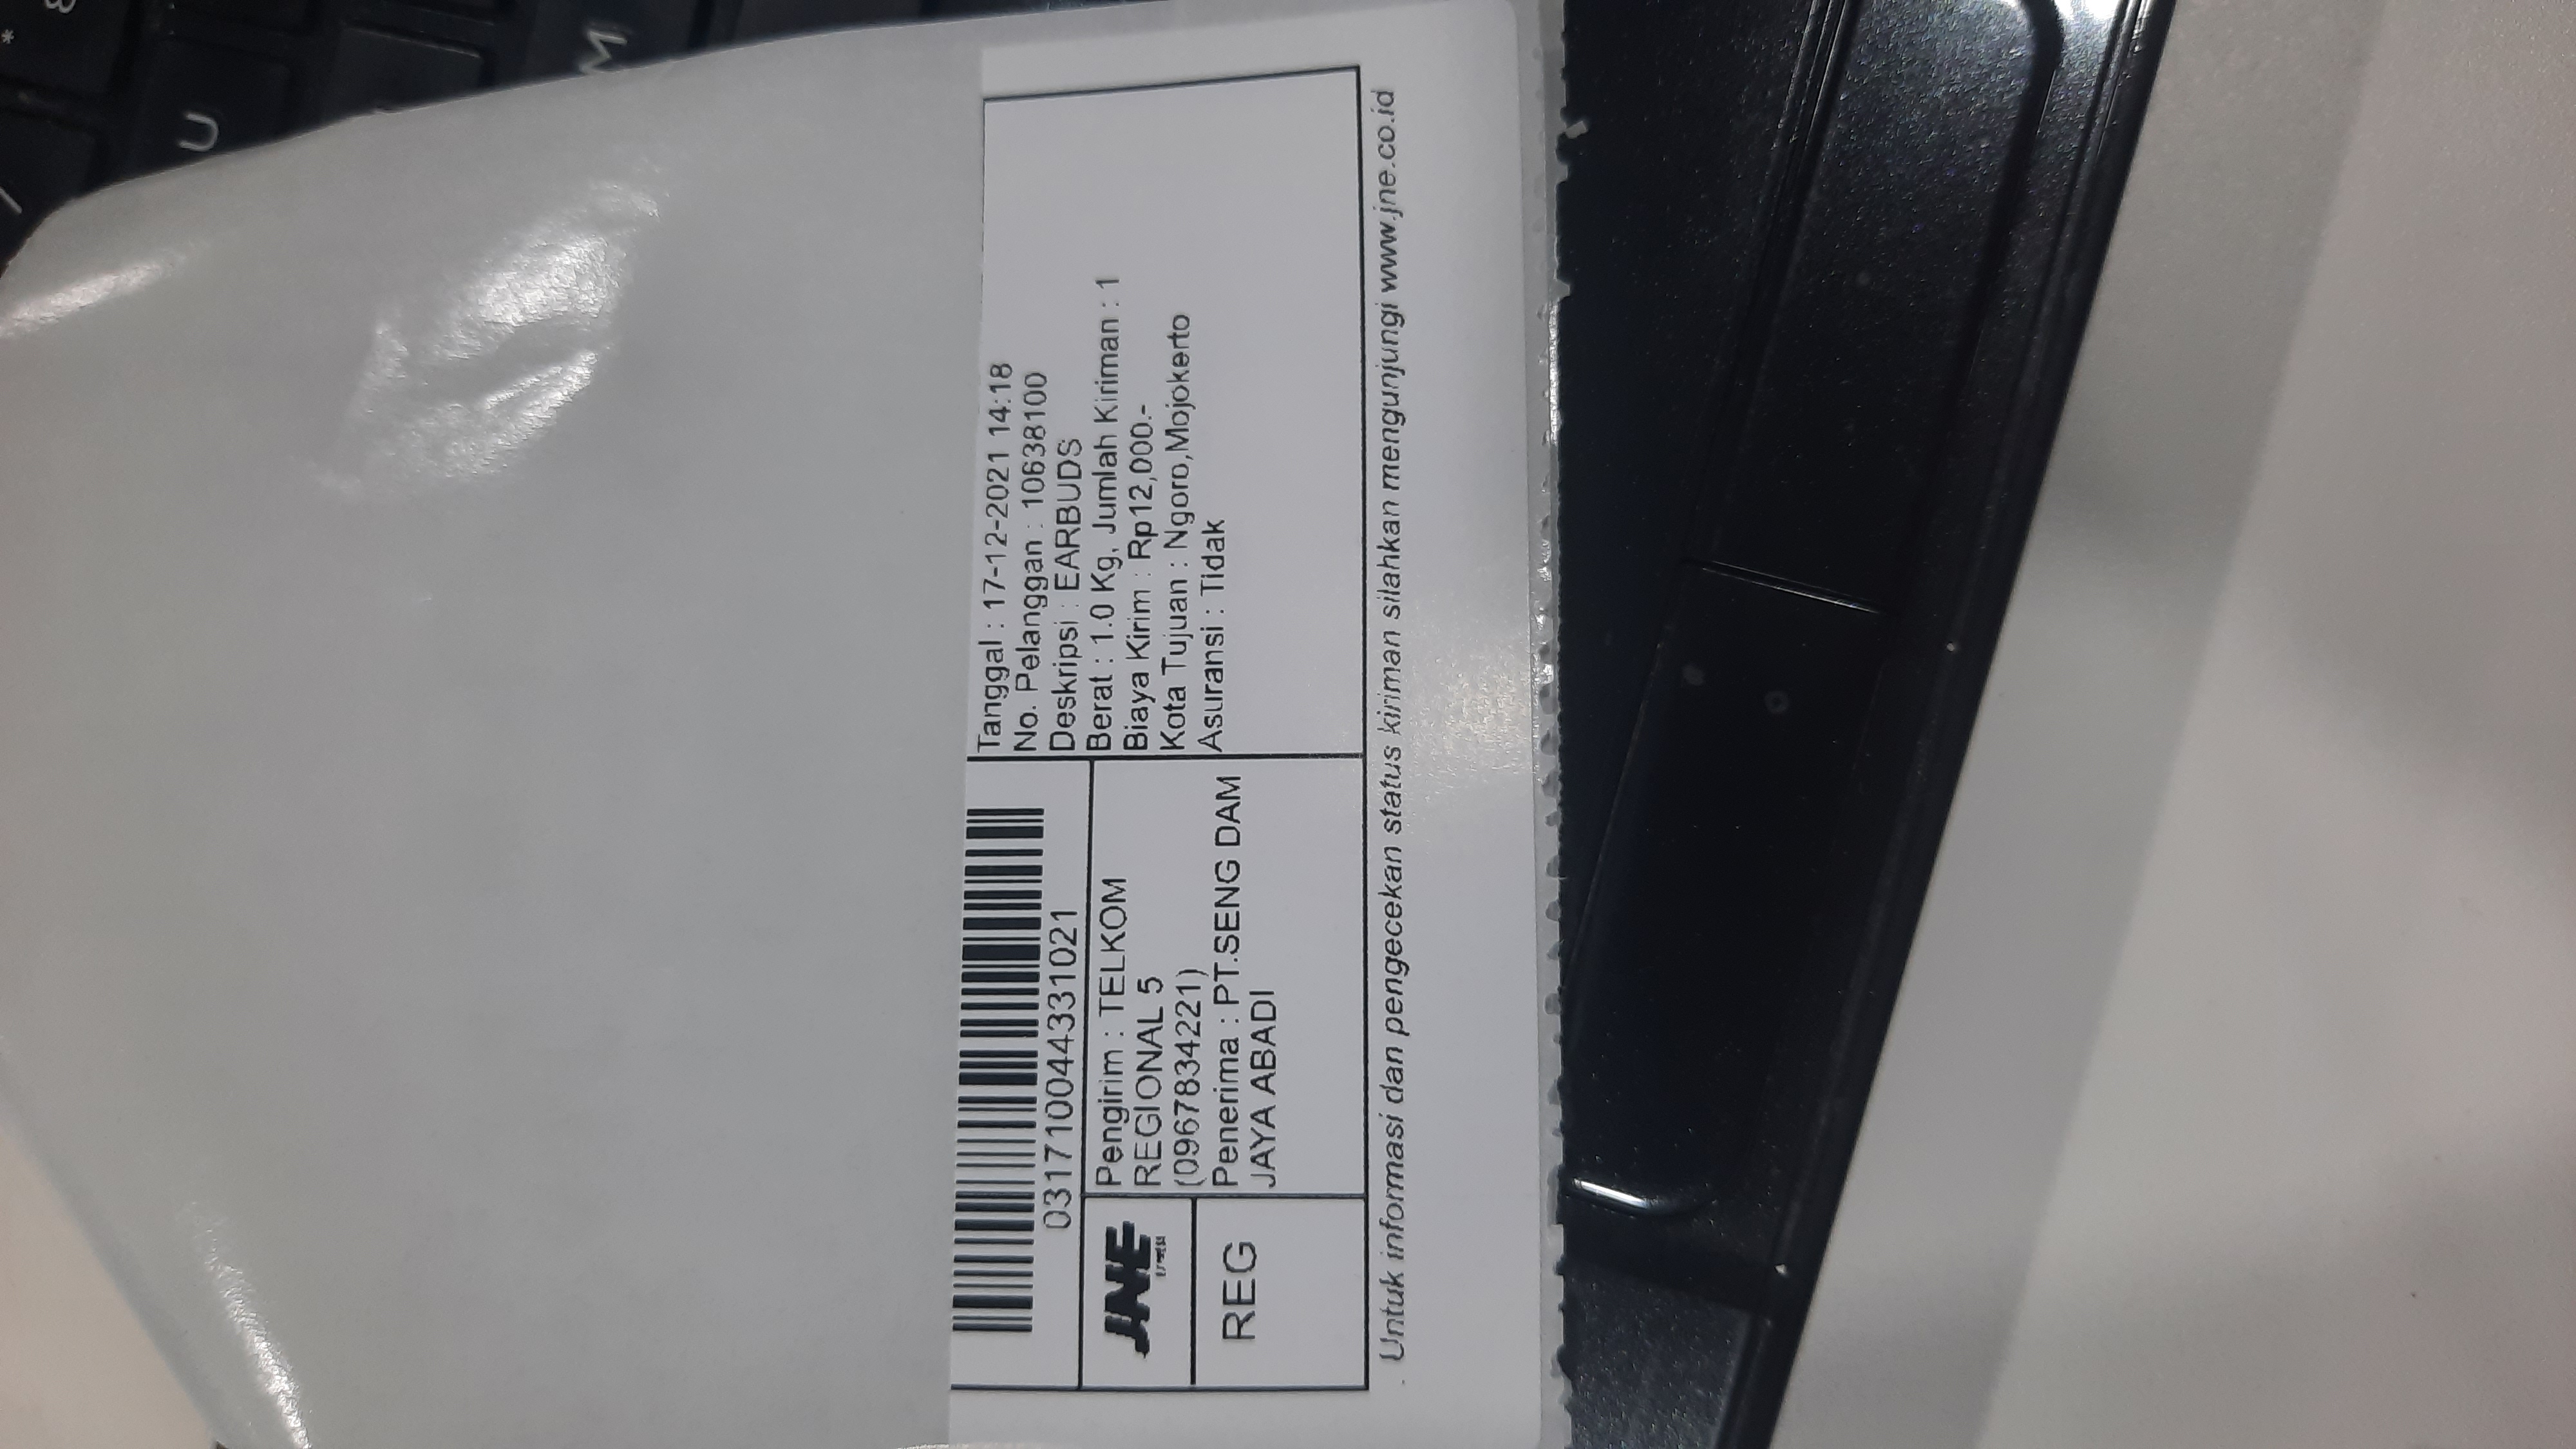 031710044331021
JNE
REG
Pengirim : TELKOM
REGIONAL 5
(0967834221)
Penerima : PT.SENG DAM
JAYA ABADI
Tanggal : 17-12-2021 14:18
No. Pelanggan : 10638100
Deskripsi : EARBUDS
Berat : 1.0 Kg, Jumlah Kiriman : 1
Biaya Kirim : Rp12,000.-
Kota Tujuan : Ngoro,Mojokerto
Asuransi : Tidak
Untuk informasi dan pengecekan status kiriman silahkan mengunjungi www.jne.co.id
U
M